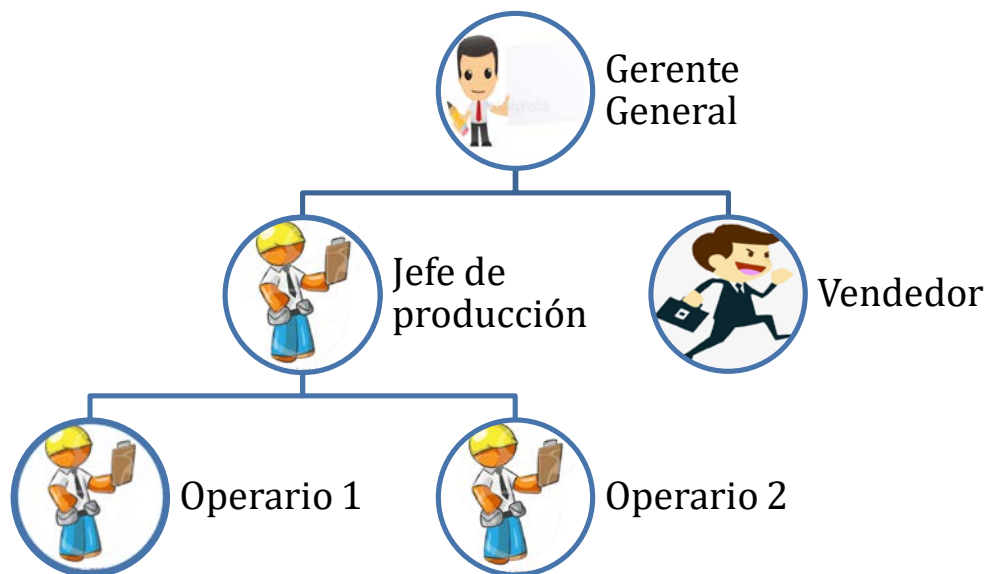 Gerente
General
Jefe de
producción
Vendedor
Operario 1
Operario 2